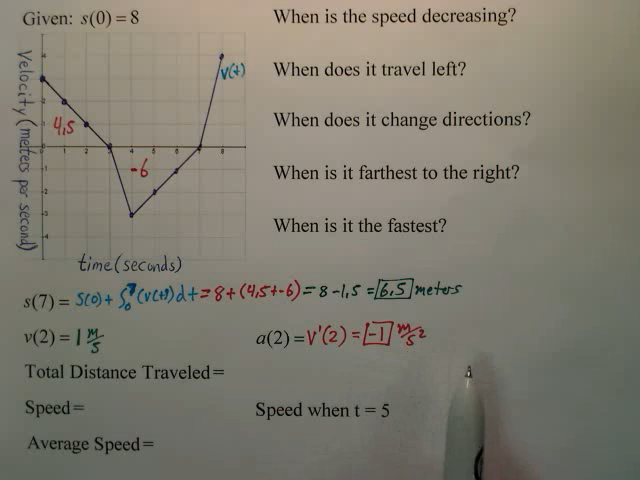 Given: s(0) = 8
When is the speed decreasing?
When does it travel left?
When does it change directions?
When is it farthest to the right?
When is it the fastest?
Velocity (meters per second)
v(t)
4,5
-6
time (seconds)
s(7) = s(0) + ∫₀⁷ (v(t)) dt = 8 + (4,5 + -6) = 8 - 1,5 = 6.5 meters
v(2) = 1 m/s
a(2) = v'(2) = -1 m/s²
Total Distance Traveled =
Speed =
Speed when t = 5
Average Speed =